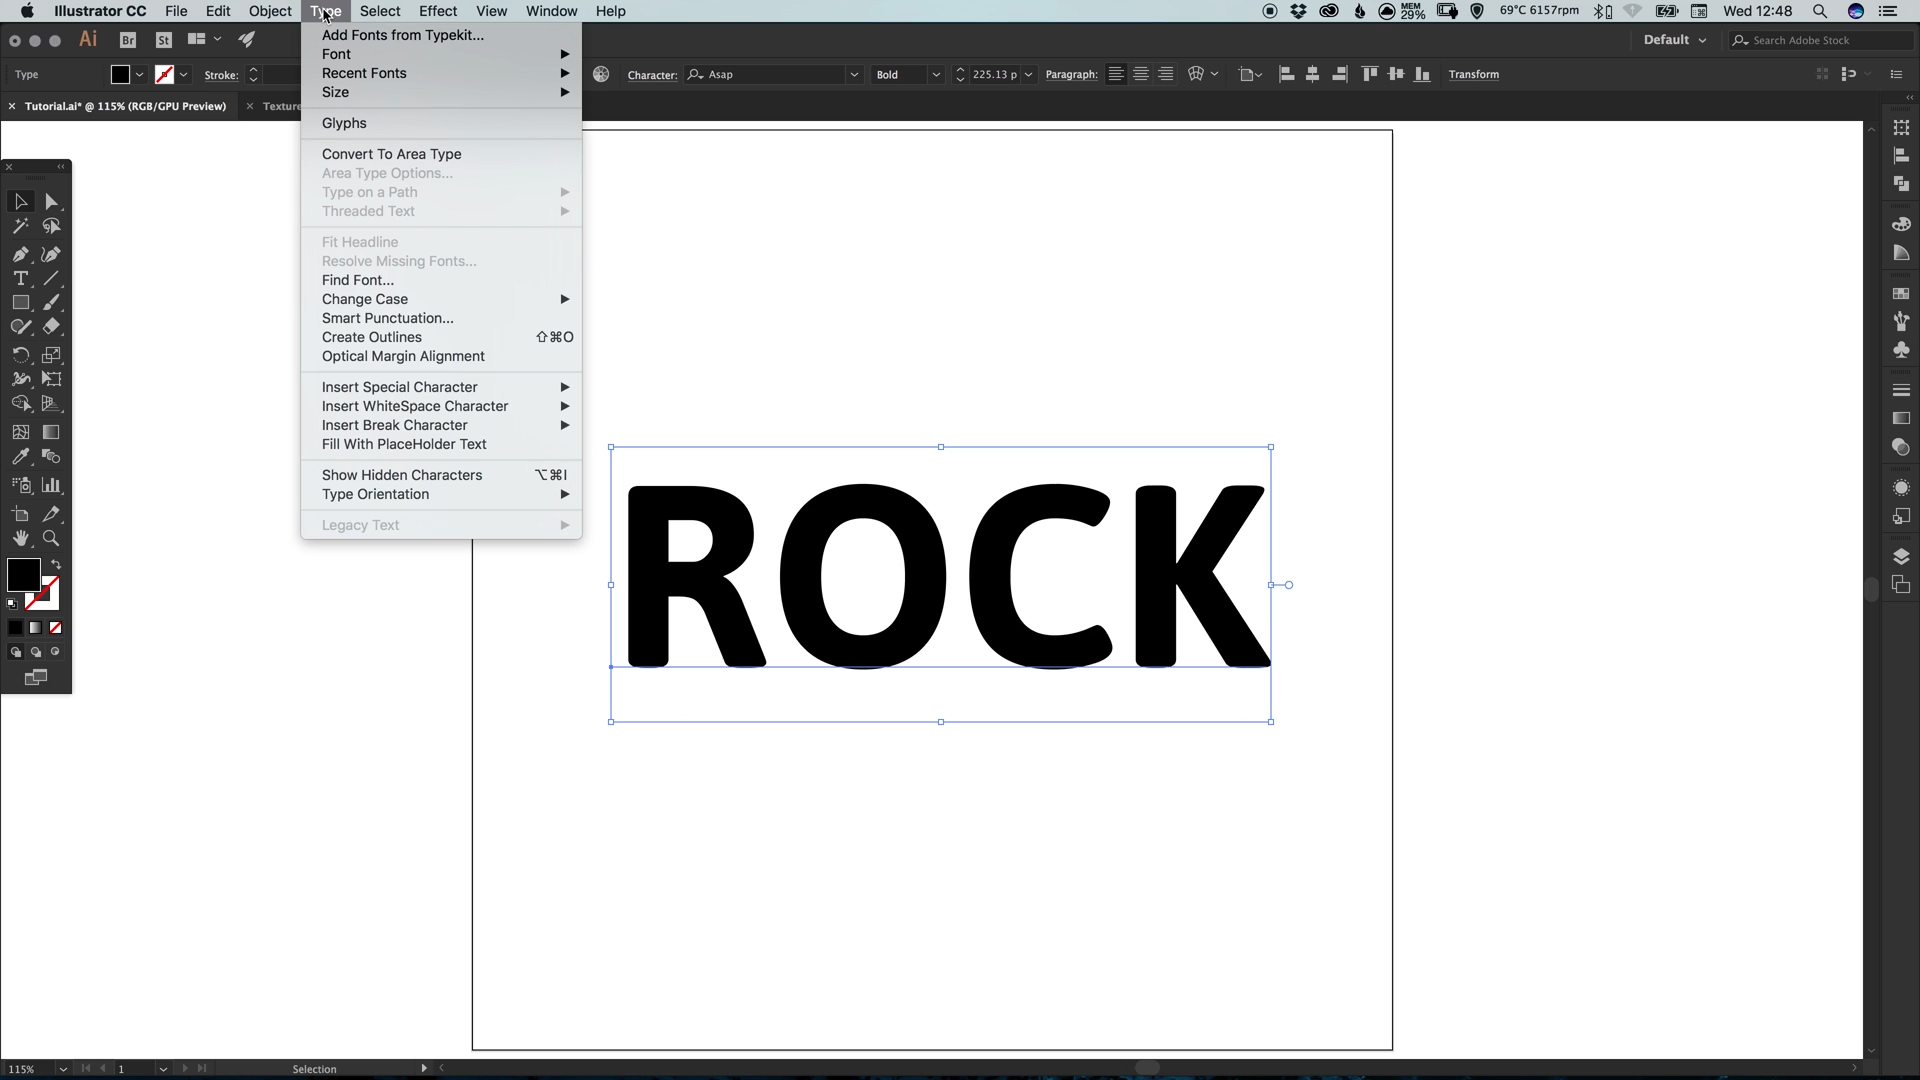 Illustrator CC File Edit Object Type Select Effect View Window Help MEM 29% 69°C 6157rpm Wed 12:48
Ai Br St Default Search Adobe Stock
Type Stroke: Character: Asap Bold 225.13 p Paragraph: Transform
Tutorial.ai* @ 115% (RGB/GPU Preview) Texture
Add Fonts from Typekit...
Font
Recent Fonts
Size
Glyphs
Convert To Area Type
Area Type Options...
Type on a Path
Threaded Text
Fit Headline
Resolve Missing Fonts...
Find Font...
Change Case
Smart Punctuation...
Create Outlines ⇧⌘O
Optical Margin Alignment
Insert Special Character
Insert WhiteSpace Character
Insert Break Character
Fill With PlaceHolder Text
Show Hidden Characters ⌥⌘I
Type Orientation
Legacy Text
ROCK
115% 1 Selection